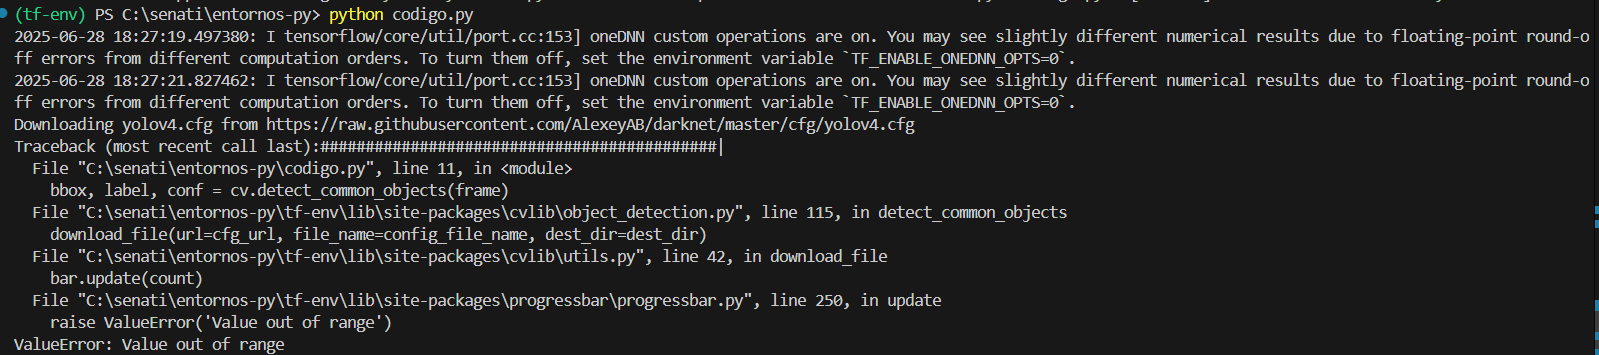 (tf-env) PS C:\senati\entornos-py> python codigo.py
2025-06-28 18:27:19.497380: I tensorflow/core/util/port.cc:153] oneDNN custom operations are on. You may see slightly different numerical results due to floating-point round-o
ff errors from different computation orders. To turn them off, set the environment variable `TF_ENABLE_ONEDNN_OPTS=0`.
2025-06-28 18:27:21.827462: I tensorflow/core/util/port.cc:153] oneDNN custom operations are on. You may see slightly different numerical results due to floating-point round-o
ff errors from different computation orders. To turn them off, set the environment variable `TF_ENABLE_ONEDNN_OPTS=0`.
Downloading yolov4.cfg from https://raw.githubusercontent.com/AlexeyAB/darknet/master/cfg/yolov4.cfg
Traceback (most recent call last):############################################|
  File "C:\senati\entornos-py\codigo.py", line 11, in <module>
    bbox, label, conf = cv.detect_common_objects(frame)
  File "C:\senati\entornos-py\tf-env\lib\site-packages\cvlib\object_detection.py", line 115, in detect_common_objects
    download_file(url=cfg_url, file_name=config_file_name, dest_dir=dest_dir)
  File "C:\senati\entornos-py\tf-env\lib\site-packages\cvlib\utils.py", line 42, in download_file
    bar.update(count)
  File "C:\senati\entornos-py\tf-env\lib\site-packages\progressbar\progressbar.py", line 250, in update
    raise ValueError('Value out of range')
ValueError: Value out of range